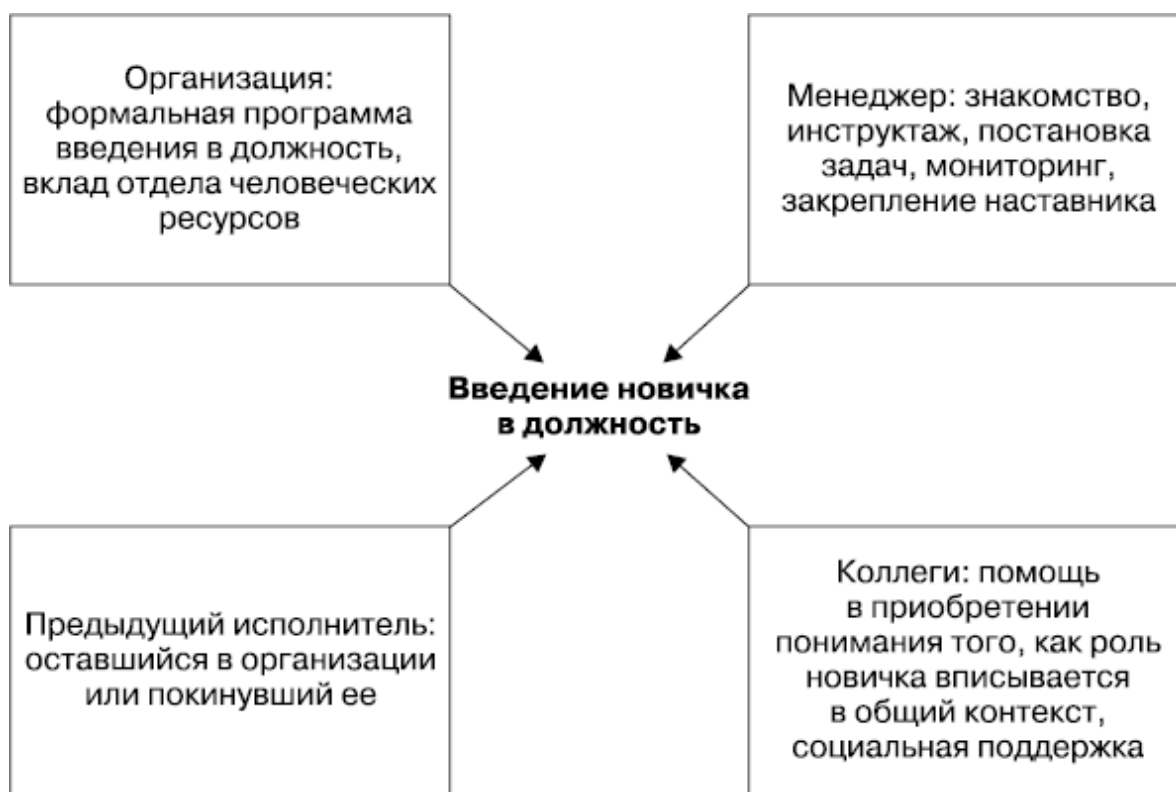 Организация:
формальная программа
введения в должность,
вклад отдела человеческих
ресурсов
Менеджер: знакомство,
инструктаж, постановка
задач, мониторинг,
закрепление наставника
Введение новичка
в должность
Предыдущий исполнитель:
оставшийся в организации
или покинувший ее
Коллеги: помощь
в приобретении
понимания того, как роль
новичка вписывается
в общий контекст,
социальная поддержка